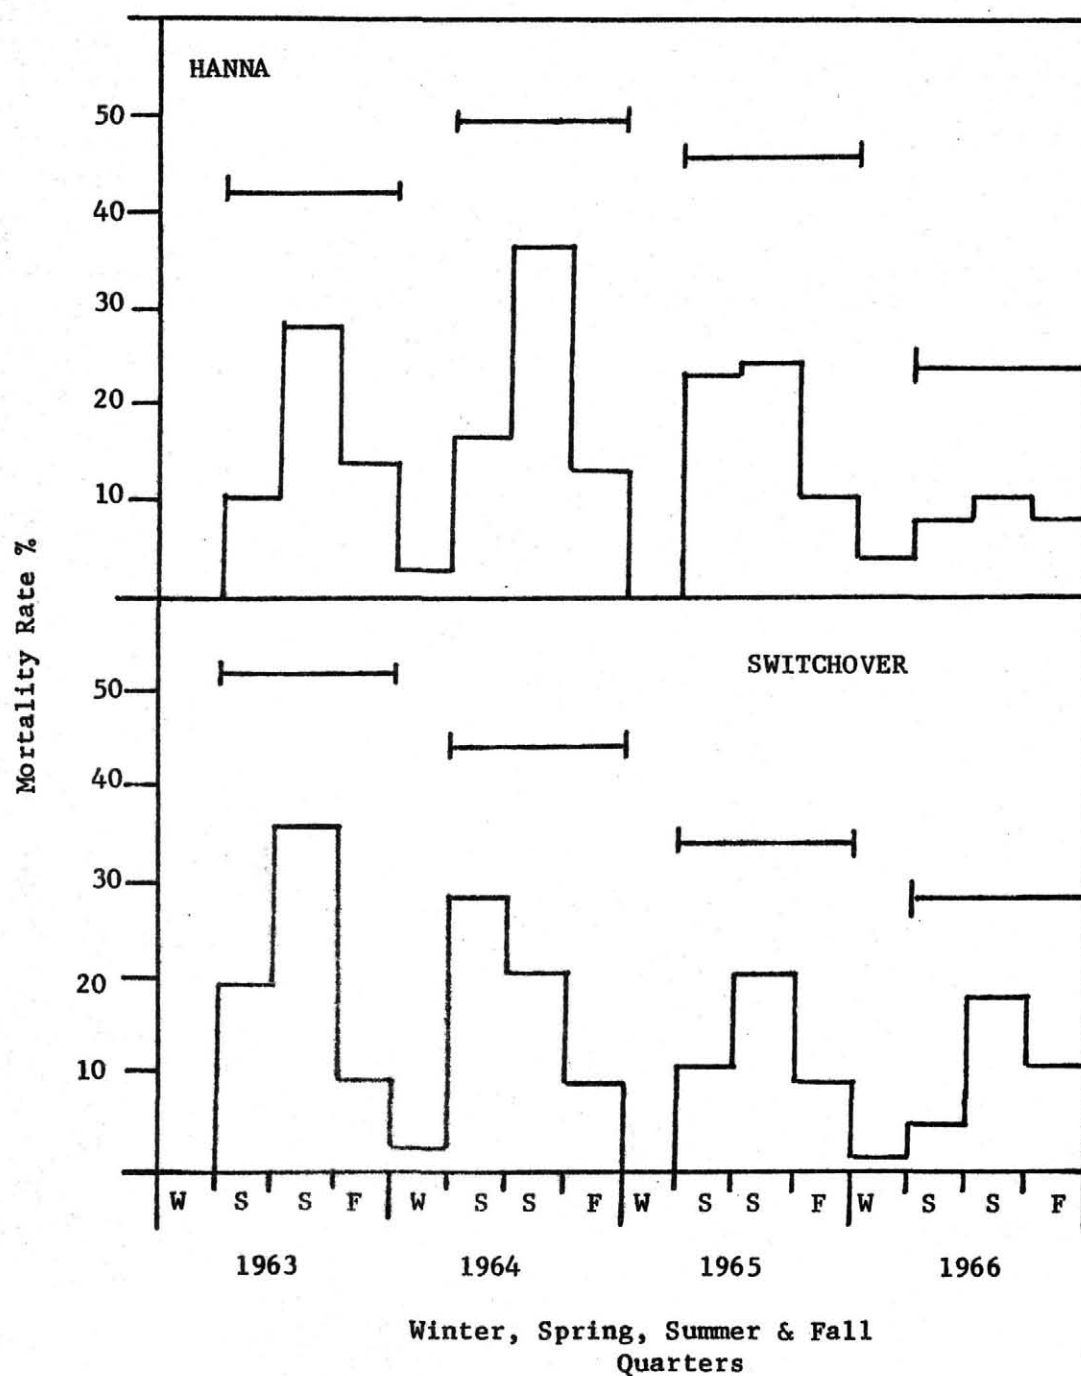 HANNA
50
40
30
20
10
Mortality Rate %
SWITCHOVER
50
40
30
20
10
W S S F W S S F W S S F W S S F
1963 1964 1965 1966
Winter, Spring, Summer & Fall
Quarters